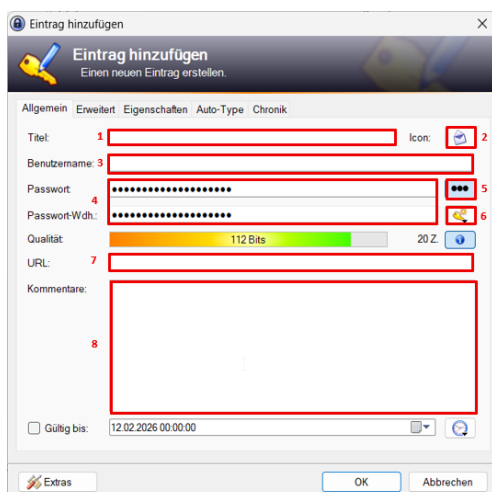 Eintrag hinzufügen
Eintrag hinzufügen
Einen neuen Eintrag erstellen.
Allgemein Erweitert Eigenschaften Auto-Type Chronik
Titel: 1 Icon: 2
Benutzername: 3
Passwort: ●●●●●●●●●●●●●●●●●●●● ●●● 5
4
Passwort-Wdh.: ●●●●●●●●●●●●●●●●●●●● 6
Qualität: 112 Bits 20 Z.
URL: 7
Kommentare:
8
Gültig bis: 12.02.2026 00:00:00
Extras OK Abbrechen